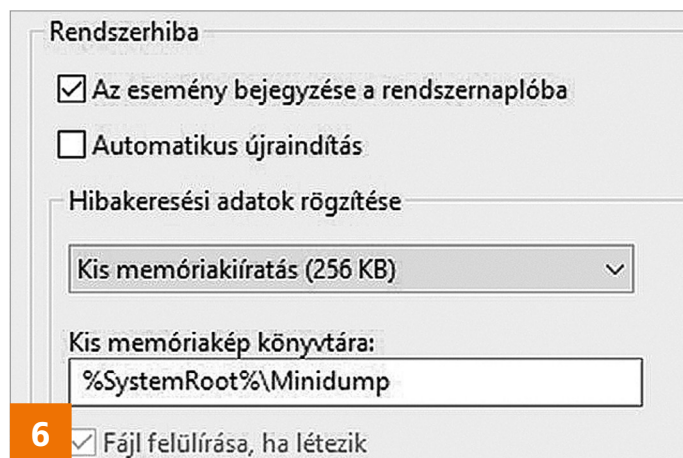 Rendszerhiba
Az esemény bejegyzése a rendszernaplóba
Automatikus újraindítás
Hibakeresési adatok rögzítése
Kis memóriakiíratás (256 KB)
Kis memóriakép könyvtára:
%SystemRoot%\Minidump
6
Fájl felülírása, ha létezik